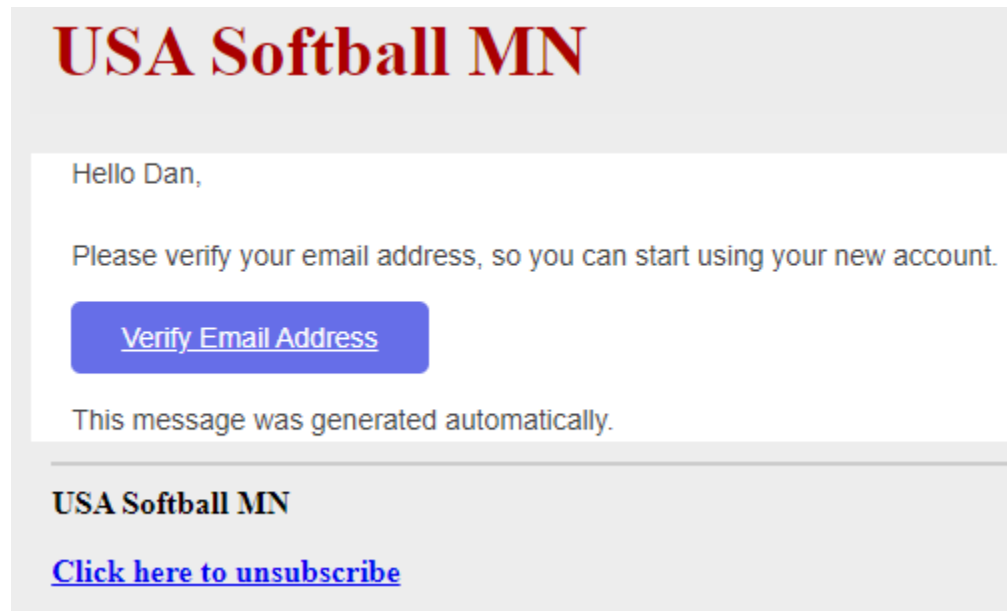 USA Softball MN
Hello Dan,
Please verify your email address, so you can start using your new account.
Verify Email Address
This message was generated automatically.
USA Softball MN
Click here to unsubscribe